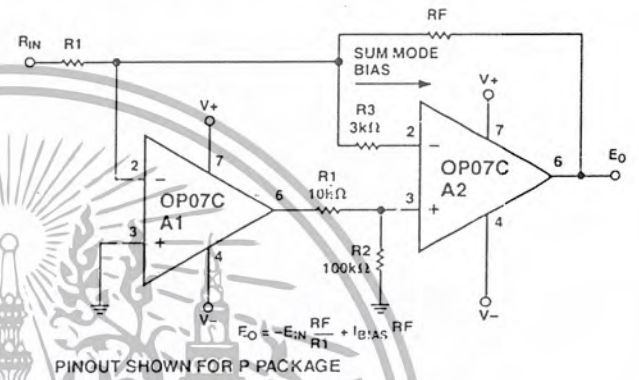 RIN R1
RF
SUM MODE
BIAS
V+
V+
R3
3kΩ
2
7
OP07C
A2
6
EO
2
7
OP07C
A1
6
R1
10kΩ
3
3
4
4
R2
100kΩ
V–
V–
EO = –EIN RF/R1 + IBIAS RF
PINOUT SHOWN FOR P PACKAGE